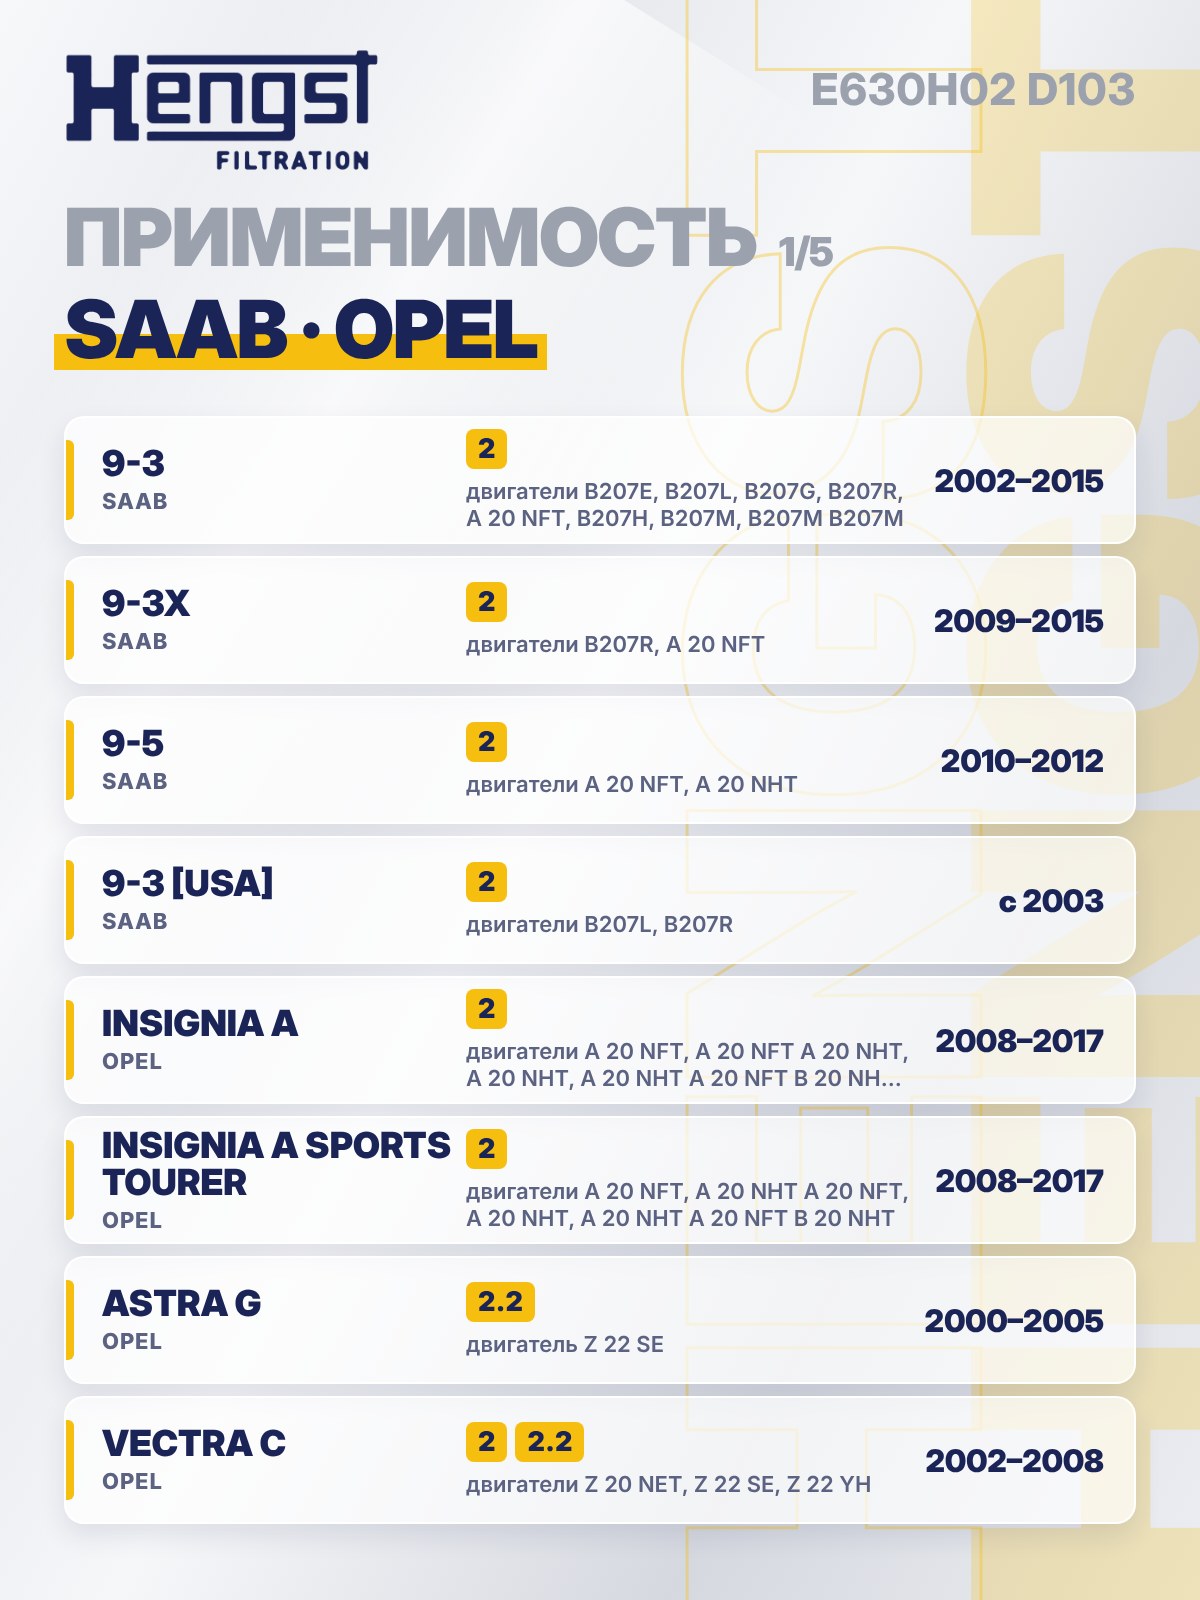 Hengst
FILTRATION
E630H02 D103
ПРИМЕНИМОСТЬ 1/5
SAAB · OPEL
9-3
SAAB
2
двигатели B207E, B207L, B207G, B207R,
A 20 NFT, B207H, B207M, B207M B207M
2002–2015
9-3X
SAAB
2
двигатели B207R, A 20 NFT
2009–2015
9-5
SAAB
2
двигатели A 20 NFT, A 20 NHT
2010–2012
9-3 [USA]
SAAB
2
двигатели B207L, B207R
с 2003
INSIGNIA A
OPEL
2
двигатели A 20 NFT, A 20 NFT A 20 NHT,
A 20 NHT, A 20 NHT A 20 NFT B 20 NH...
2008–2017
INSIGNIA A SPORTS
TOURER
OPEL
2
двигатели A 20 NFT, A 20 NHT A 20 NFT,
A 20 NHT, A 20 NHT A 20 NFT B 20 NHT
2008–2017
ASTRA G
OPEL
2.2
двигатель Z 22 SE
2000–2005
VECTRA C
OPEL
2 2.2
двигатели Z 20 NET, Z 22 SE, Z 22 YH
2002–2008
HENGST
HENGST